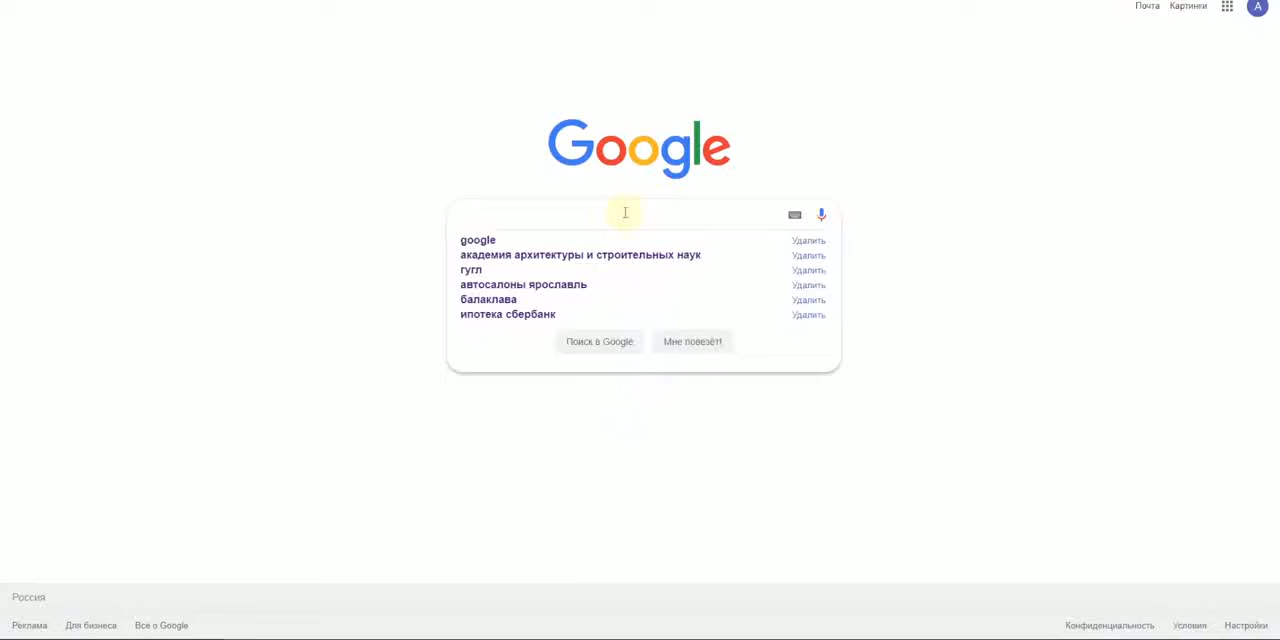 Почта Картинки A
Google
google Удалить
академия архитектуры и строительных наук Удалить
гугл Удалить
автосалоны ярославль Удалить
балаклава Удалить
ипотека сбербанк Удалить
Поиск в Google Мне повезёт!
Россия
Реклама Для бизнеса Все о Google Конфиденциальность Условия Настройки